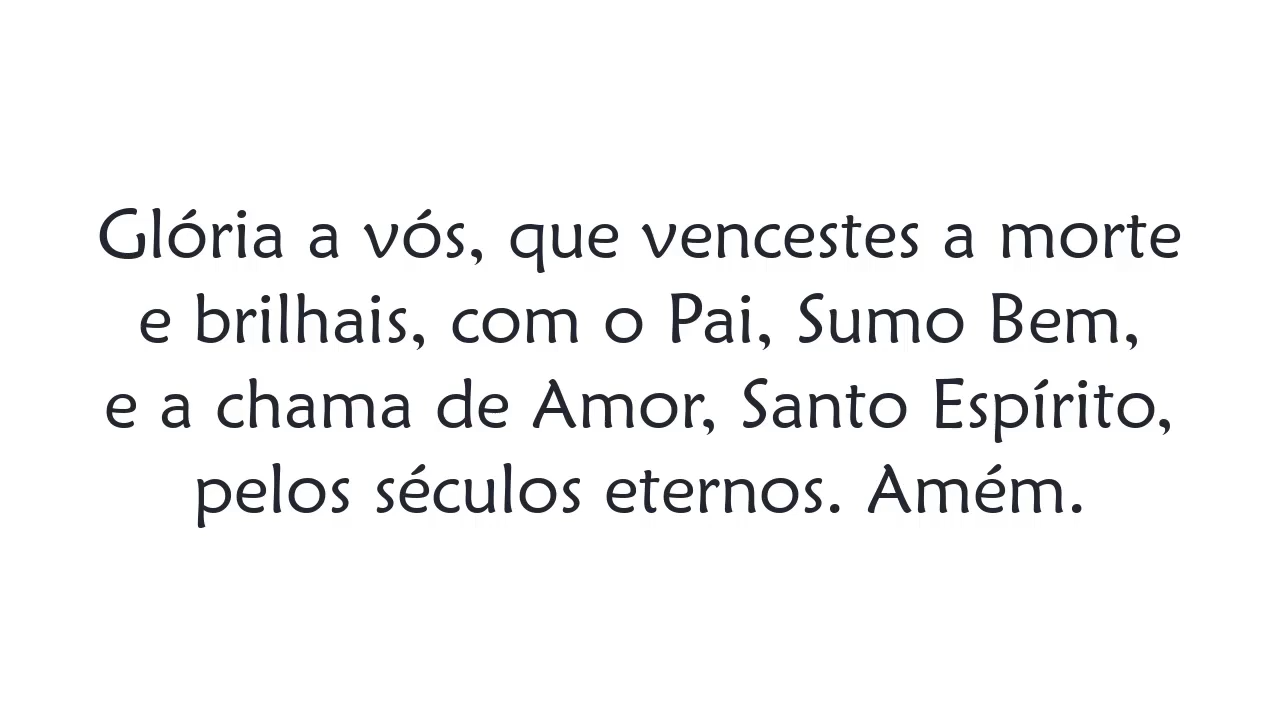 Glória a vós, que vencestes a morte
e brilhais, com o Pai, Sumo Bem,
e a chama de Amor, Santo Espírito,
pelos séculos eternos. Amém.